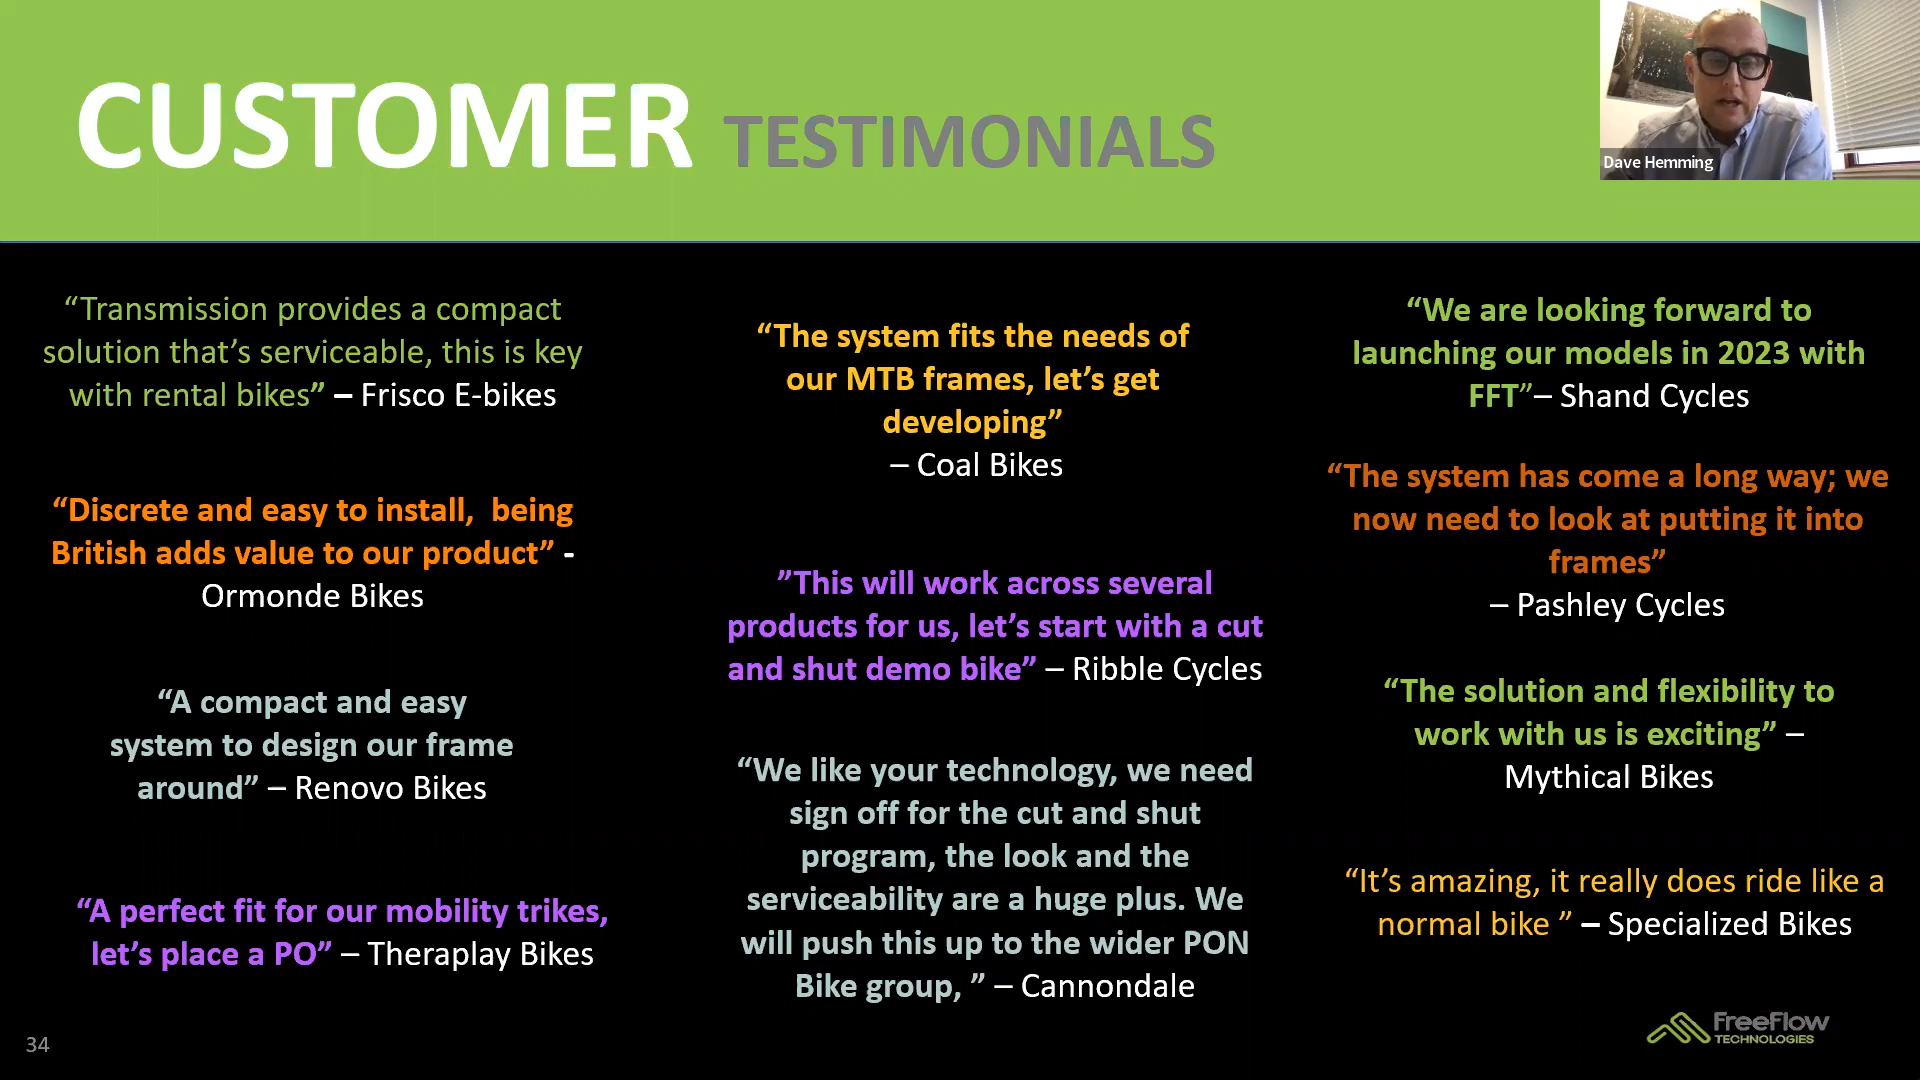 CUSTOMER TESTIMONIALS
Dave Hemming
“Transmission provides a compact
solution that’s serviceable, this is key
with rental bikes” – Frisco E-bikes
“Discrete and easy to install,  being
British adds value to our product” -
Ormonde Bikes
“A compact and easy
system to design our frame
around” – Renovo Bikes
“A perfect fit for our mobility trikes,
let’s place a PO” – Theraplay Bikes
“The system fits the needs of
our MTB frames, let’s get
developing”
– Coal Bikes
”This will work across several
products for us, let’s start with a cut
and shut demo bike” – Ribble Cycles
“We like your technology, we need
sign off for the cut and shut
program, the look and the
serviceability are a huge plus. We
will push this up to the wider PON
Bike group, ” – Cannondale
“We are looking forward to
launching our models in 2023 with
FFT”– Shand Cycles
“The system has come a long way; we
now need to look at putting it into
frames”
– Pashley Cycles
“The solution and flexibility to
work with us is exciting” –
Mythical Bikes
“It’s amazing, it really does ride like a
normal bike ” – Specialized Bikes
34
FreeFlow
TECHNOLOGIES